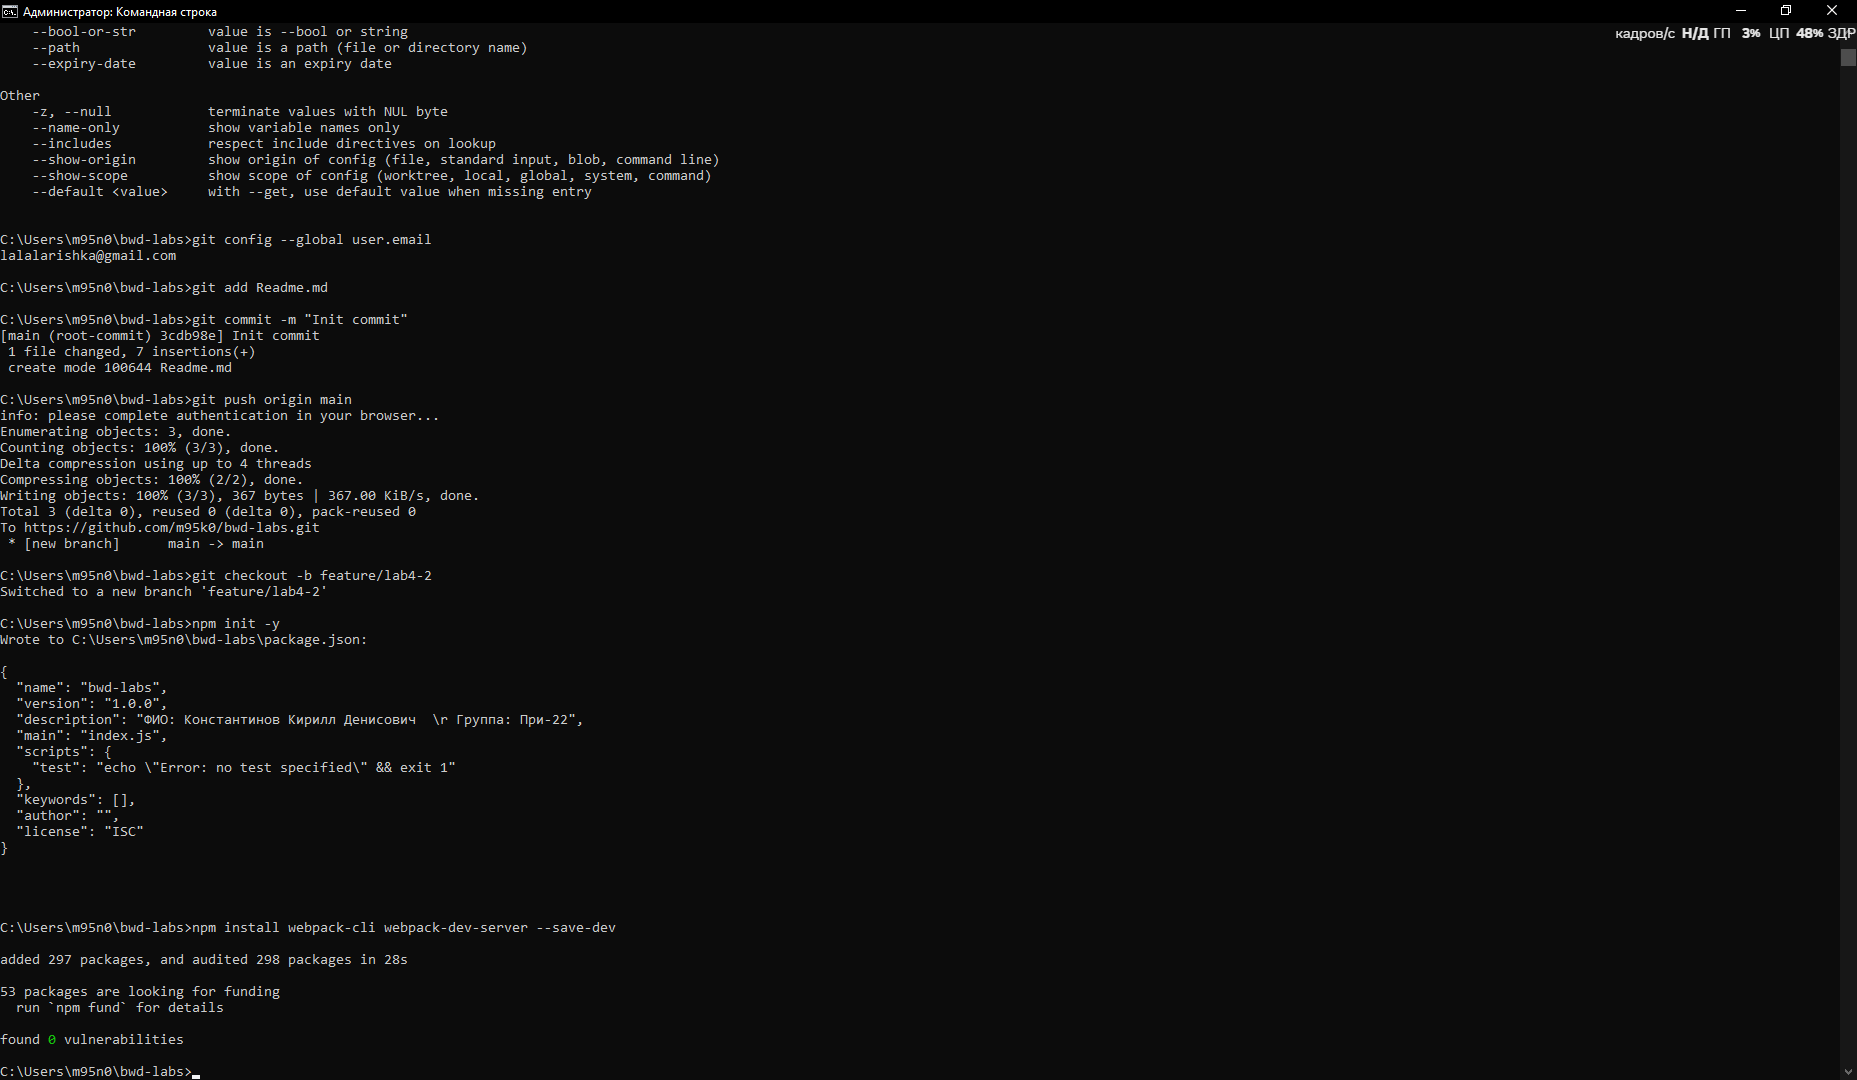 Администратор: Командная строка
кадров/с Н/Д ГП 3% ЦП 48% ЗДР
--bool-or-str value is --bool or string
--path value is a path (file or directory name)
--expiry-date value is an expiry date
Other
-z, --null terminate values with NUL byte
--name-only show variable names only
--includes respect include directives on lookup
--show-origin show origin of config (file, standard input, blob, command line)
--show-scope show scope of config (worktree, local, global, system, command)
--default <value> with --get, use default value when missing entry
C:\Users\m95n0\bwd-labs>git config --global user.email
lalalarishka@gmail.com
C:\Users\m95n0\bwd-labs>git add Readme.md
C:\Users\m95n0\bwd-labs>git commit -m "Init commit"
[main (root-commit) 3cdb98e] Init commit
1 file changed, 7 insertions(+)
create mode 100644 Readme.md
C:\Users\m95n0\bwd-labs>git push origin main
info: please complete authentication in your browser...
Enumerating objects: 3, done.
Counting objects: 100% (3/3), done.
Delta compression using up to 4 threads
Compressing objects: 100% (2/2), done.
Writing objects: 100% (3/3), 367 bytes | 367.00 KiB/s, done.
Total 3 (delta 0), reused 0 (delta 0), pack-reused 0
To https://github.com/m95k0/bwd-labs.git
* [new branch] main -> main
C:\Users\m95n0\bwd-labs>git checkout -b feature/lab4-2
Switched to a new branch 'feature/lab4-2'
C:\Users\m95n0\bwd-labs>npm init -y
Wrote to C:\Users\m95n0\bwd-labs\package.json:
{
"name": "bwd-labs",
"version": "1.0.0",
"description": "ФИО: Константинов Кирилл Денисович \r Группа: При-22",
"main": "index.js",
"scripts": {
"test": "echo \"Error: no test specified\" && exit 1"
},
"keywords": [],
"author": "",
"license": "ISC"
}
C:\Users\m95n0\bwd-labs>npm install webpack-cli webpack-dev-server --save-dev
added 297 packages, and audited 298 packages in 28s
53 packages are looking for funding
run `npm fund` for details
found 0 vulnerabilities
C:\Users\m95n0\bwd-labs>